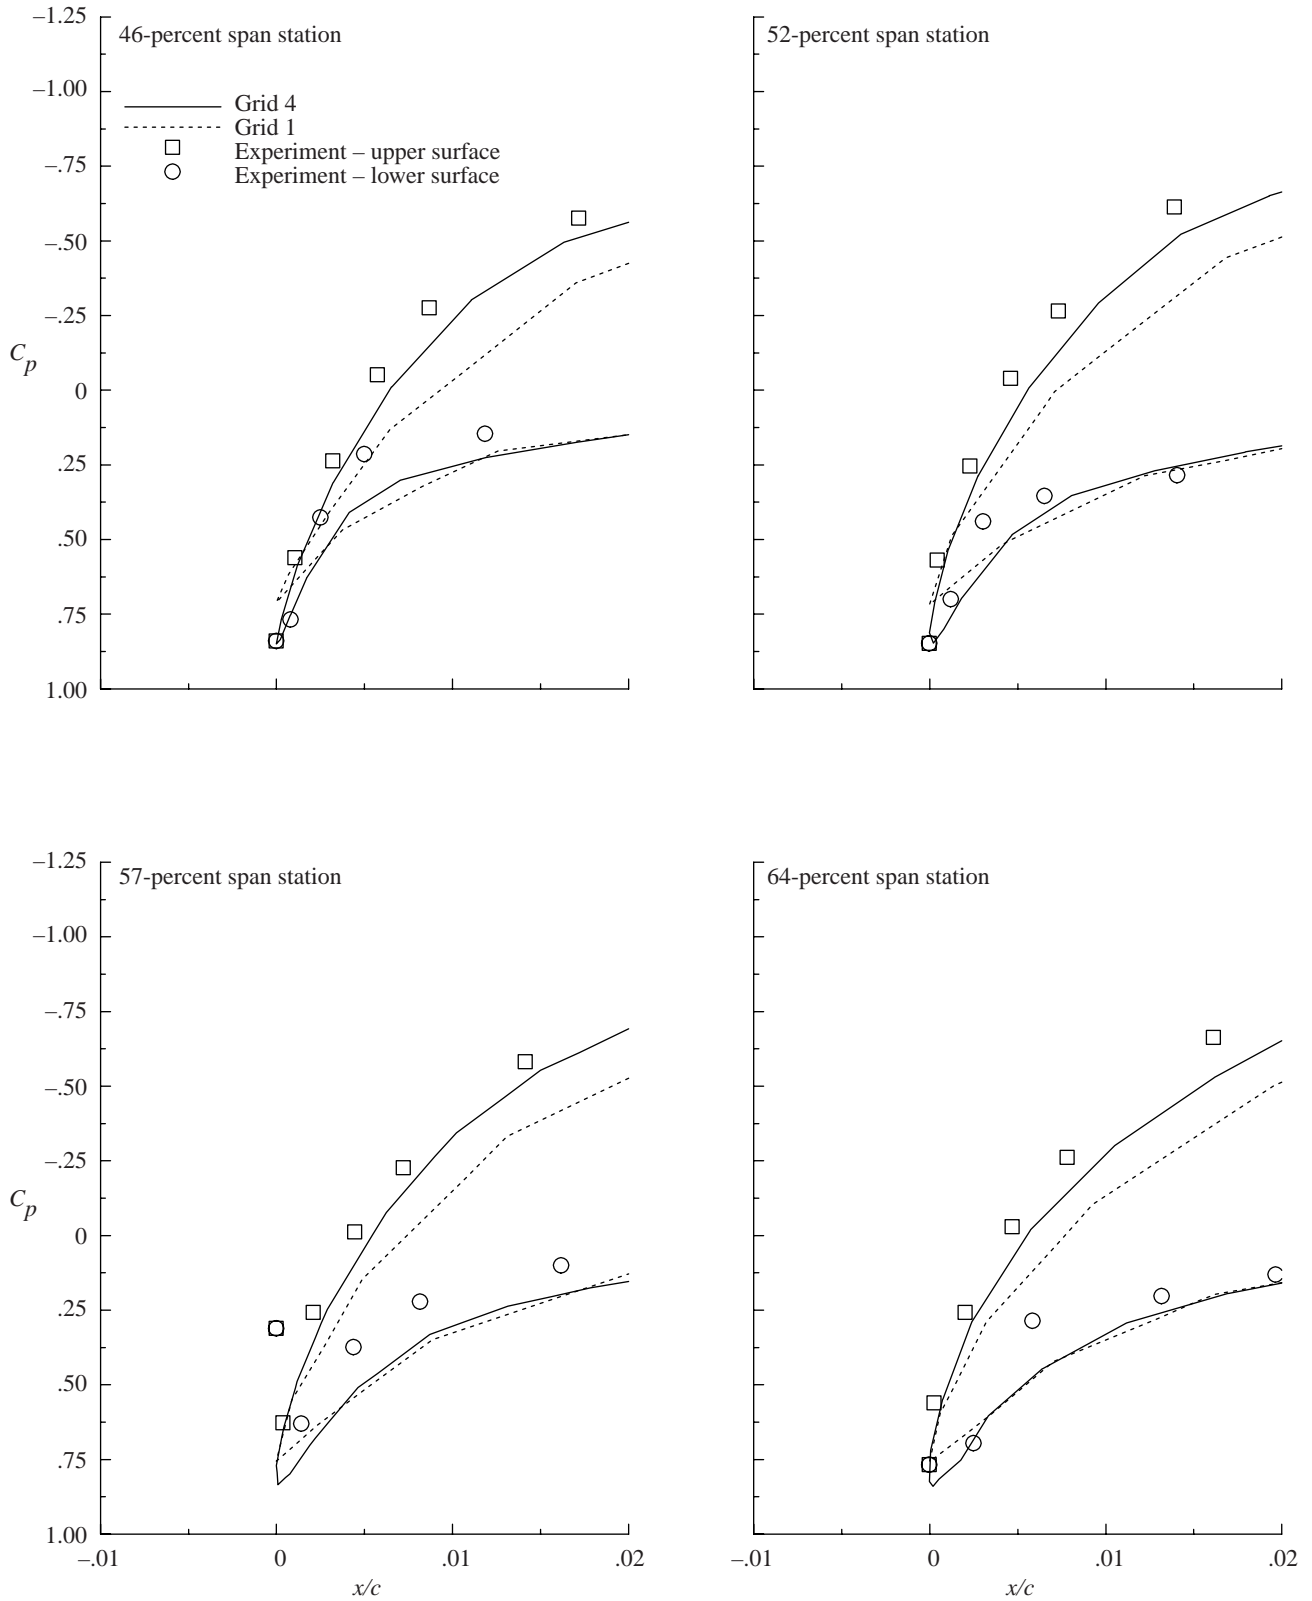 46-percent span station
52-percent span station
–1.25
–1.00
–.75
–.50
–.25
0
.25
.50
.75
1.00
C_p
Grid 4
Grid 1
Experiment – upper surface
Experiment – lower surface
57-percent span station
64-percent span station
–1.25
–1.00
–.75
–.50
–.25
0
.25
.50
.75
1.00
C_p
–.01 0 .01 .02
x/c
–.01 0 .01 .02
x/c